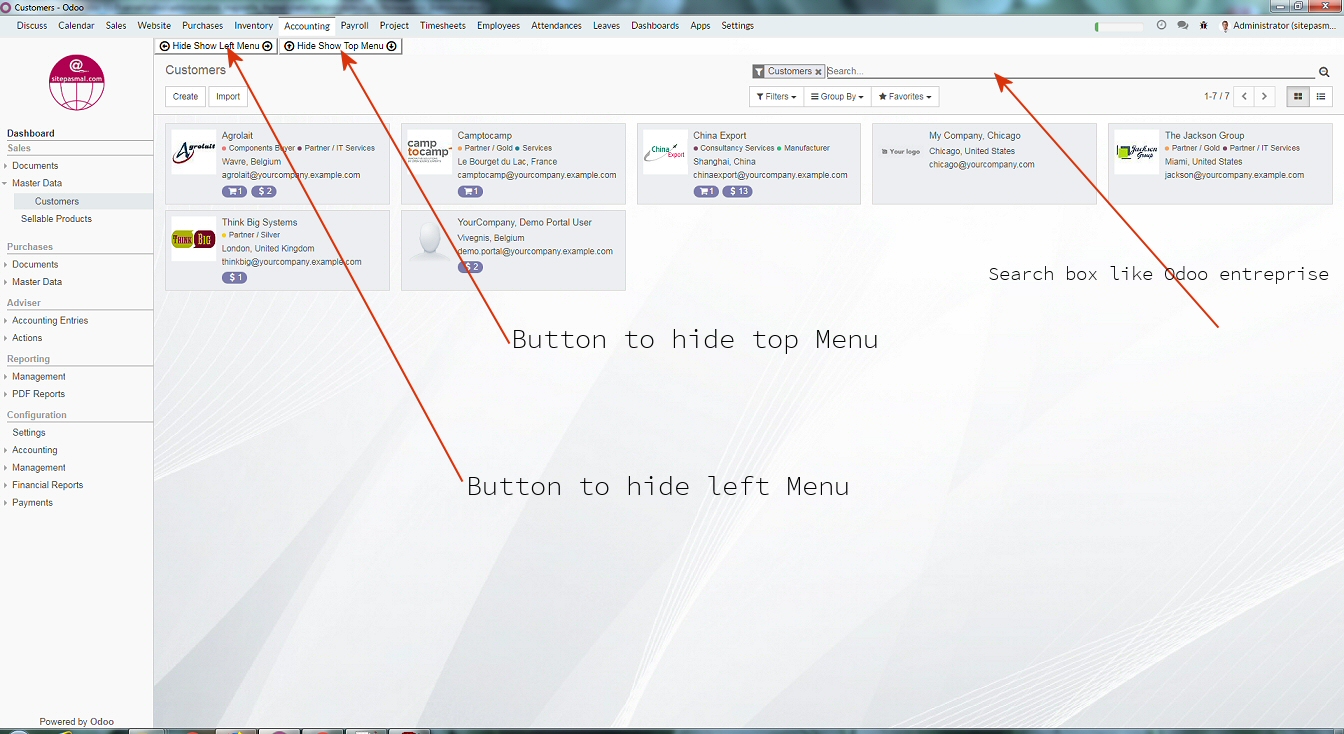 Customers - Odoo
Discuss Calendar Sales Website Purchases Inventory Accounting Payroll Project Timesheets Employees Attendances Leaves Dashboards Apps Settings Administrator (sitepasm...
Hide Show Left Menu Hide Show Top Menu
@
sitepasmal.com
Customers
Customers x Search...
Create Import
Filters Group By Favorites 1-7 / 7
Dashboard
Sales
Documents
Master Data
Customers
Sellable Products
Purchases
Documents
Master Data
Adviser
Accounting Entries
Actions
Reporting
Management
PDF Reports
Configuration
Settings
Accounting
Management
Financial Reports
Payments
Powered by Odoo
Agrolait
Agrolait
Components Buyer Partner / IT Services
Wavre, Belgium
agrolait@yourcompany.example.com
1 $ 2
camp
tocamp
Camptocamp
Partner / Gold Services
Le Bourget du Lac, France
camptocamp@yourcompany.example.com
1
China
Export
China Export
Consultancy Services Manufacturer
Shanghai, China
chinaexport@yourcompany.example.com
1 $ 13
Your logo
My Company, Chicago
Chicago, United States
chicago@yourcompany.com
Jackson
Group
The Jackson Group
Partner / Gold Partner / IT Services
Miami, United States
jackson@yourcompany.example.com
THINK BIG
Think Big Systems
Partner / Silver
London, United Kingdom
thinkbig@yourcompany.example.com
$ 1
YourCompany, Demo Portal User
Vivegnis, Belgium
demo.portal@yourcompany.example.com
$ 2
Search box like Odoo entreprise
Button to hide top Menu
Button to hide left Menu